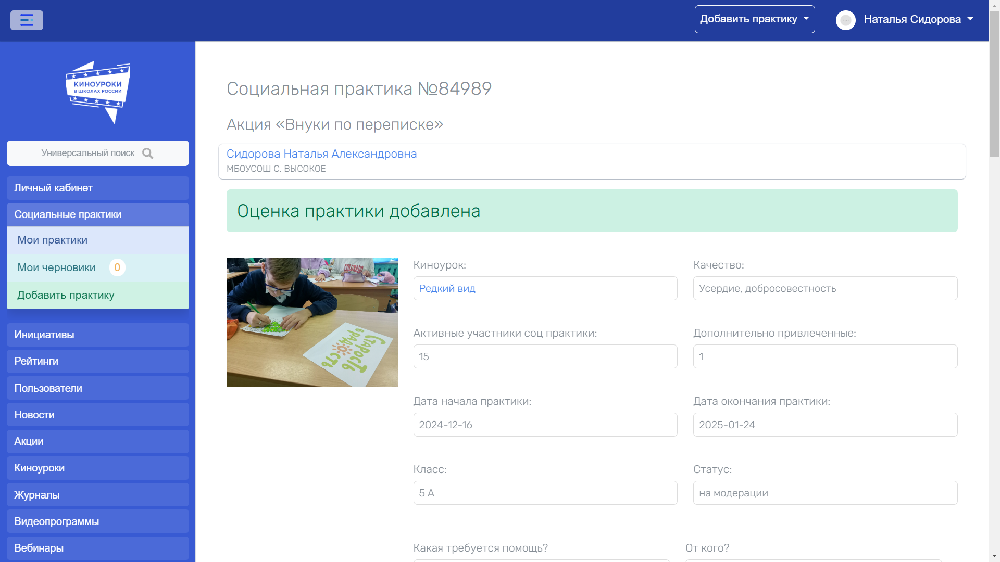 Добавить практику
Наталья Сидорова
КИНОУРОКИ
В ШКОЛАХ РОССИИ
Универсальный поиск
Личный кабинет
Социальные практики
Мои практики
Мои черновики 0
Добавить практику
Инициативы
Рейтинги
Пользователи
Новости
Акции
Киноуроки
Журналы
Видеопрограммы
Вебинары
Социальная практика №84989
Акция «Внуки по переписке»
Сидорова Наталья Александровна
МБОУСОШ С. ВЫСОКОЕ
Оценка практики добавлена
COLORADO
Старость
в радость
Киноурок:
Редкий вид
Качество:
Усердие, добросовестность
Активные участники соц практики:
15
Дополнительно привлеченные:
1
Дата начала практики:
2024-12-16
Дата окончания практики:
2025-01-24
Класс:
5 А
Статус:
на модерации
Какая требуется помощь?
От кого?